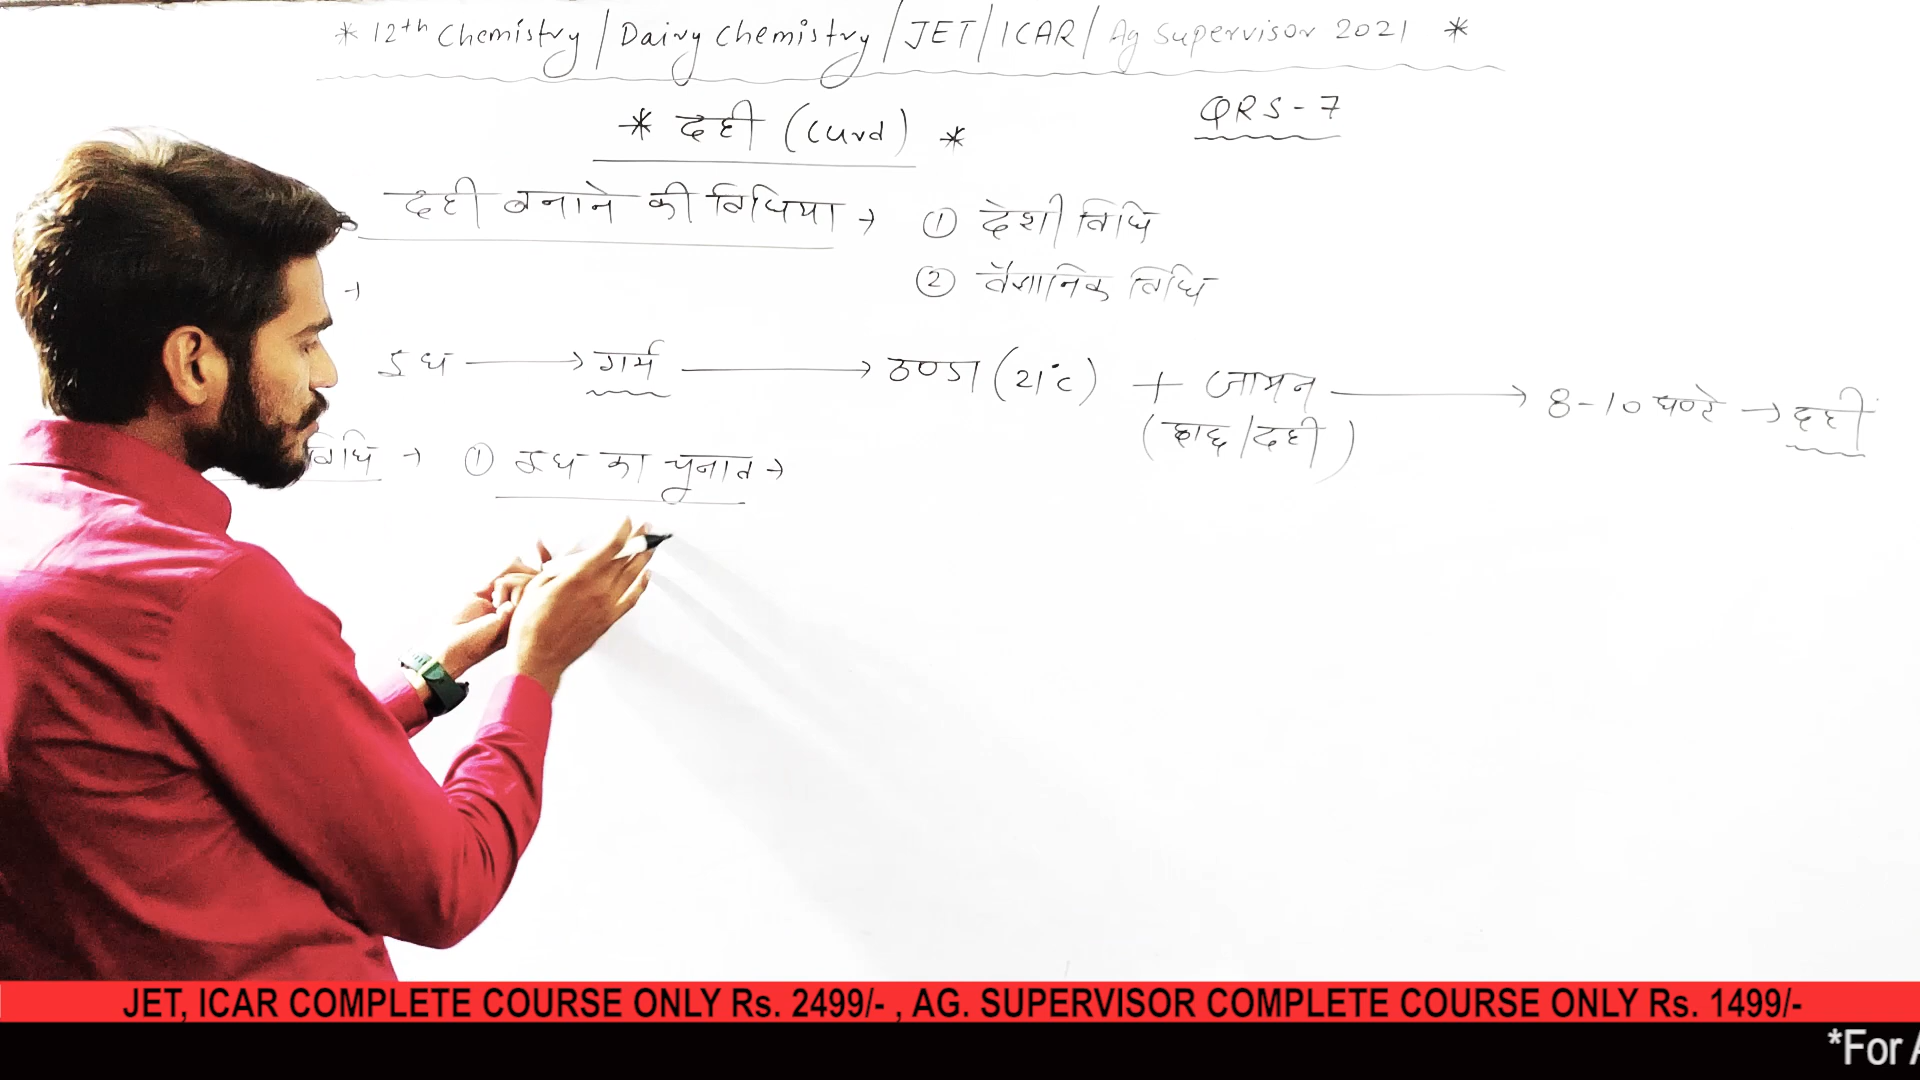 * 12th Chemistry / Dairy chemistry / JET / ICAR / Ag Supervisor 2021 *
* दही (curd) *
QRS-7
दही बनाने की विधिया → ① देशी विधि
② वैज्ञानिक विधि
→
दुध → गर्म → ठण्डा (21°c) + जामन → 8-10 घण्टे → दही
(छाछ/दही)
विधि → ① दुध का चुनाव →
JET, ICAR COMPLETE COURSE ONLY Rs. 2499/- , AG. SUPERVISOR COMPLETE COURSE ONLY Rs. 1499/-
*For A